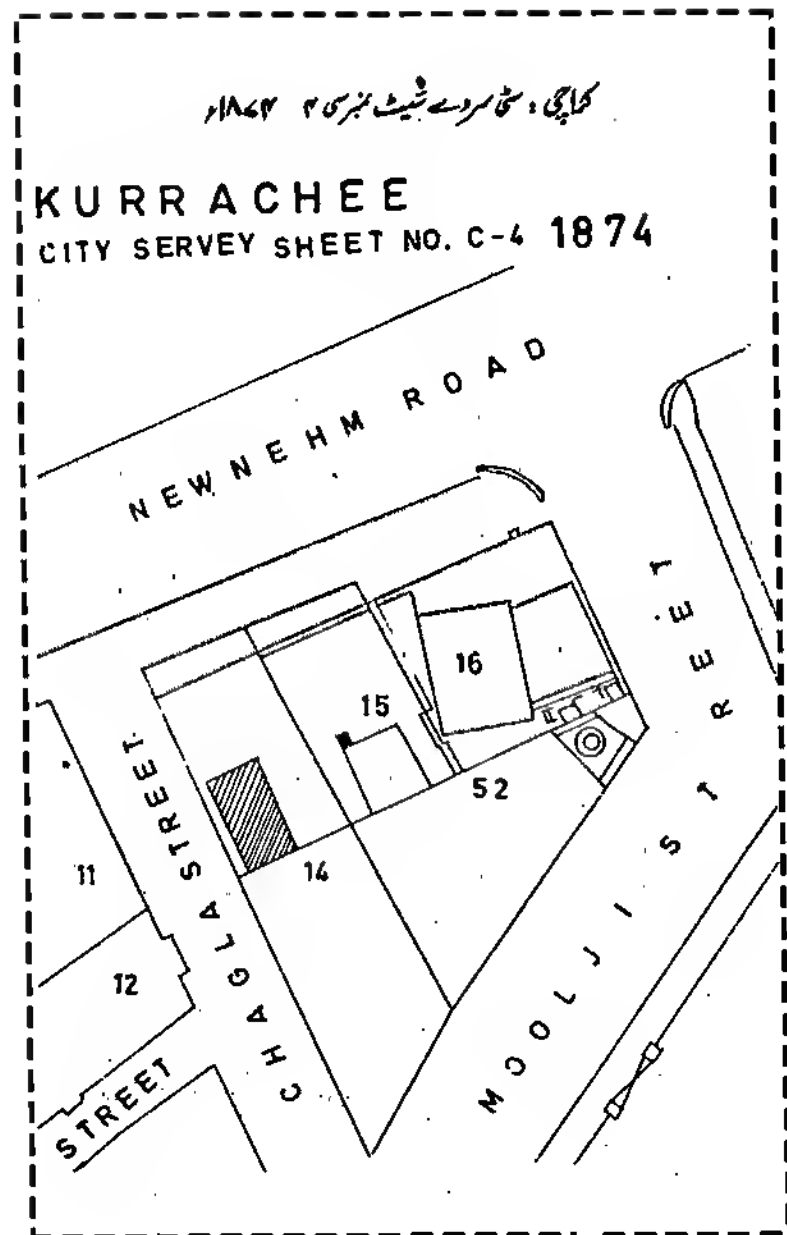 کراچی : سٹی سروے شیٹ نمبر سی ۴ ۱۸۷۴ء
KURRACHEE
CITY SERVEY SHEET NO. C-4 1874
NEWNEHM ROAD
16
15
52
14
11
12
CHAGLA STREET
MOOLJI STREET
STREET